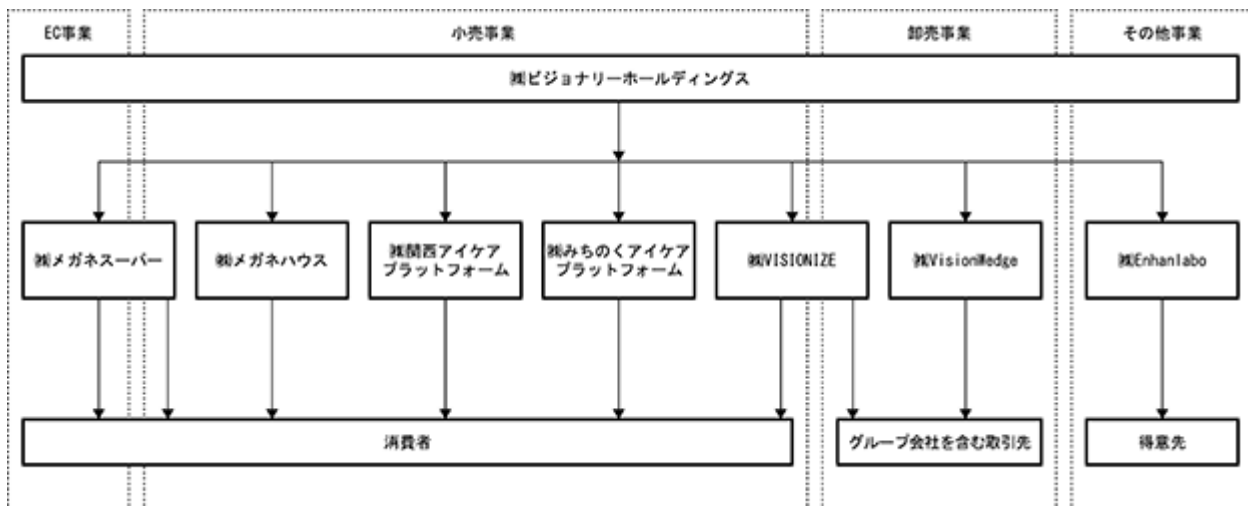 EC事業
小売事業
卸売事業
その他事業
㈱ビジョナリーホールディングス
㈱メガネスーパー
㈱メガネハウス
㈱関西アイケア
プラットフォーム
㈱みちのくアイケア
プラットフォーム
㈱VISIONIZE
㈱VisionWedge
㈱Enhanlabo
消費者
グループ会社を含む取引先
得意先